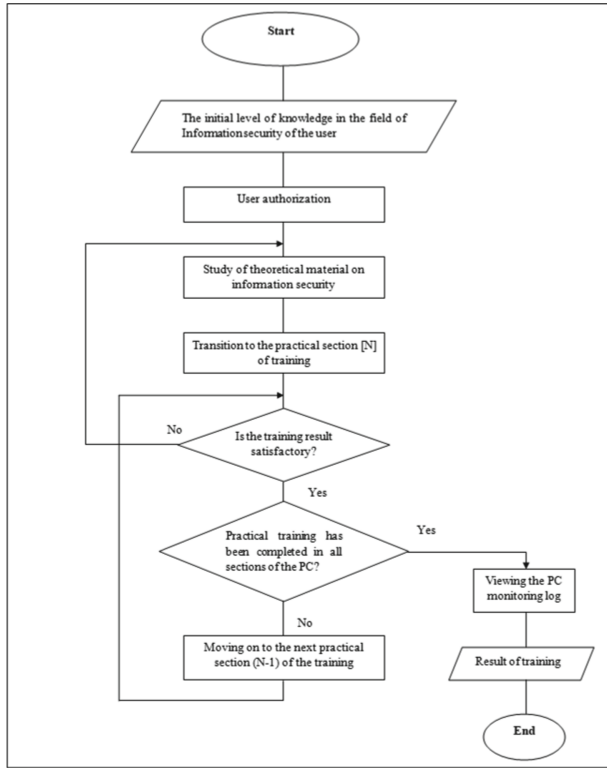 Start
The initial level of knowledge in the field of
Information security of the user
User authorization
Study of theoretical material on
information security
Transition to the practical section [N]
of training
No
Is the training result
satisfactory?
Yes
Practical training has
been completed in all
sections of the PC?
Yes
Viewing the PC
monitoring log
No
Moving on to the next practical
section (N-1) of the training
Result of training
End